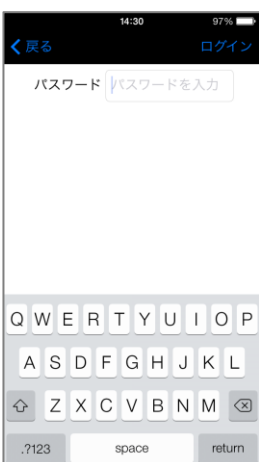 14:30 97%
戻る ログイン
パスワード パスワードを入力
Q W E R T Y U I O P
A S D F G H J K L
Z X C V B N M
.?123 space return